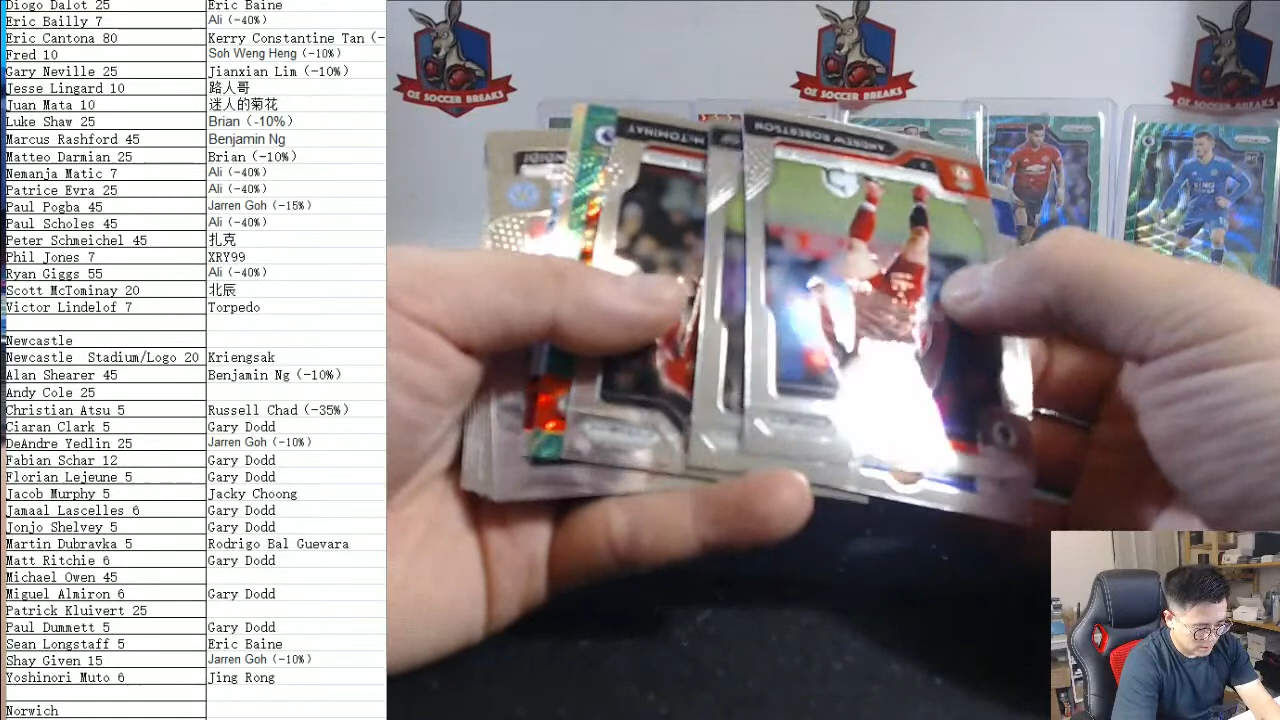 Diogo Dalot 25 Eric Baine
Eric Bailly 7 Ali (-40%)
Eric Cantona 80 Kerry Constantine Tan (-
Fred 10 Soh Weng Heng (-10%)
Gary Neville 25 Jianxian Lim (-10%)
Jesse Lingard 10 路人哥
Juan Mata 10 迷人的菊花
Luke Shaw 25 Brian (-10%)
Marcus Rashford 45 Benjamin Ng
Matteo Darmian 25 Brian (-10%)
Nemanja Matic 7 Ali (-40%)
Patrice Evra 25 Ali (-40%)
Paul Pogba 45 Jarren Goh (-15%)
Paul Scholes 45 Ali (-40%)
Peter Schmeichel 45 扎克
Phil Jones 7 XRY99
Ryan Giggs 55 Ali (-40%)
Scott McTominay 20 北辰
Victor Lindelof 7 Torpedo
Newcastle
Newcastle Stadium/Logo 20 Kriengsak
Alan Shearer 45 Benjamin Ng (-10%)
Andy Cole 25
Christian Atsu 5 Russell Chad (-35%)
Ciaran Clark 5 Gary Dodd
DeAndre Yedlin 25 Jarren Goh (-10%)
Fabian Schar 12 Gary Dodd
Florian Lejeune 5 Gary Dodd
Jacob Murphy 5 Jacky Choong
Jamaal Lascelles 6 Gary Dodd
Jonjo Shelvey 5 Gary Dodd
Martin Dubravka 5 Rodrigo Bal Guevara
Matt Ritchie 6 Gary Dodd
Michael Owen 45
Miguel Almiron 6 Gary Dodd
Patrick Kluivert 25
Paul Dummett 5 Gary Dodd
Sean Longstaff 5 Eric Baine
Shay Given 15 Jarren Goh (-10%)
Yoshinori Muto 6 Jing Rong
Norwich
OZ SOCCER BREAKS
OZ SOCCER BREAKS
OZ SOCCER BREAKS
NDIDI
McTOMINAY
ANDREW ROBERTSON
KING POWER